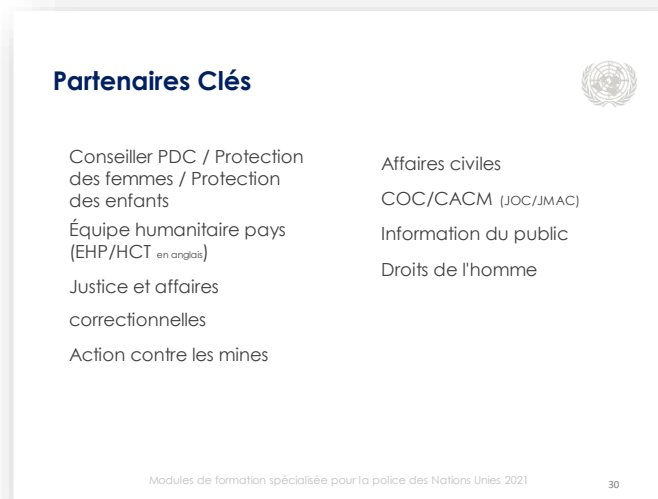 Partenaires Clés
Conseiller PDC / Protection
des femmes / Protection
des enfants
Équipe humanitaire pays
(EHP/HCT en anglais)
Justice et affaires
correctionnelles
Action contre les mines
Affaires civiles
COC/CACM (JOC/JMAC)
Information du public
Droits de l'homme
Modules de formation spécialisée pour la police des Nations Unies 2021
30